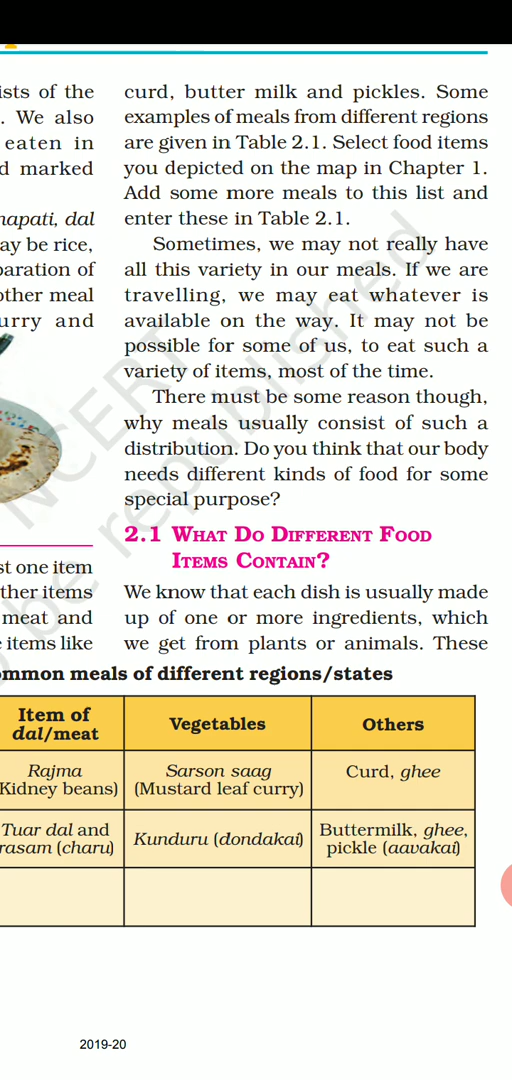 ists of the
. We also
eaten in
d marked
hapati, dal
ay be rice,
paration of
other meal
urry and
st one item
ther items
meat and
e items like
curd, butter milk and pickles. Some
examples of meals from different regions
are given in Table 2.1. Select food items
you depicted on the map in Chapter 1.
Add some more meals to this list and
enter these in Table 2.1.
Sometimes, we may not really have
all this variety in our meals. If we are
travelling, we may eat whatever is
available on the way. It may not be
possible for some of us, to eat such a
variety of items, most of the time.
There must be some reason though,
why meals usually consist of such a
distribution. Do you think that our body
needs different kinds of food for some
special purpose?
2.1 WHAT DO DIFFERENT FOOD
ITEMS CONTAIN?
We know that each dish is usually made
up of one or more ingredients, which
we get from plants or animals. These
ommon meals of different regions/states
Item of
dal/meat
Vegetables
Others
Rajma
Kidney beans)
Sarson saag
(Mustard leaf curry)
Curd, ghee
Tuar dal and
rasam (charu)
Kunduru (dondakai)
Buttermilk, ghee,
pickle (aavakai)
NCERT
be republished
2019-20